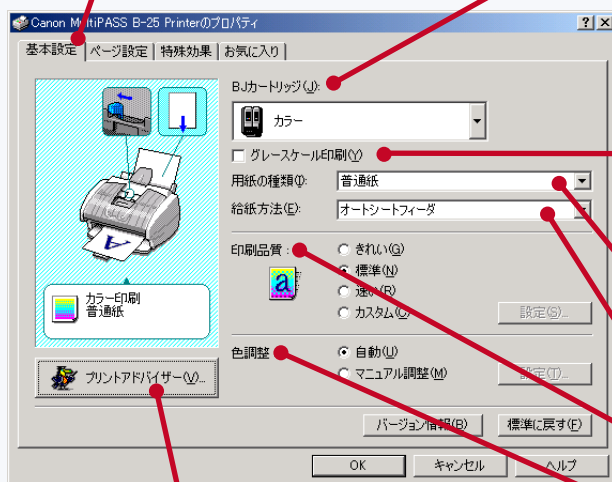 Canon MultiPASS B-25 Printerのプロパティ
基本設定 ページ設定 特殊効果 お気に入り
BJカートリッジ(J):
カラー
グレースケール印刷(Y)
用紙の種類(I): 普通紙
給紙方法(E): オートシートフィーダ
印刷品質: きれい(G)
標準(N)
速い(R)
カスタム(C) 設定(S)...
カラー印刷
普通紙
色調整 自動(U)
マニュアル調整(M) 設定(T)...
プリントアドバイザー(V)...
バージョン情報(B) 標準に戻す(F)
OK キャンセル ヘルプ